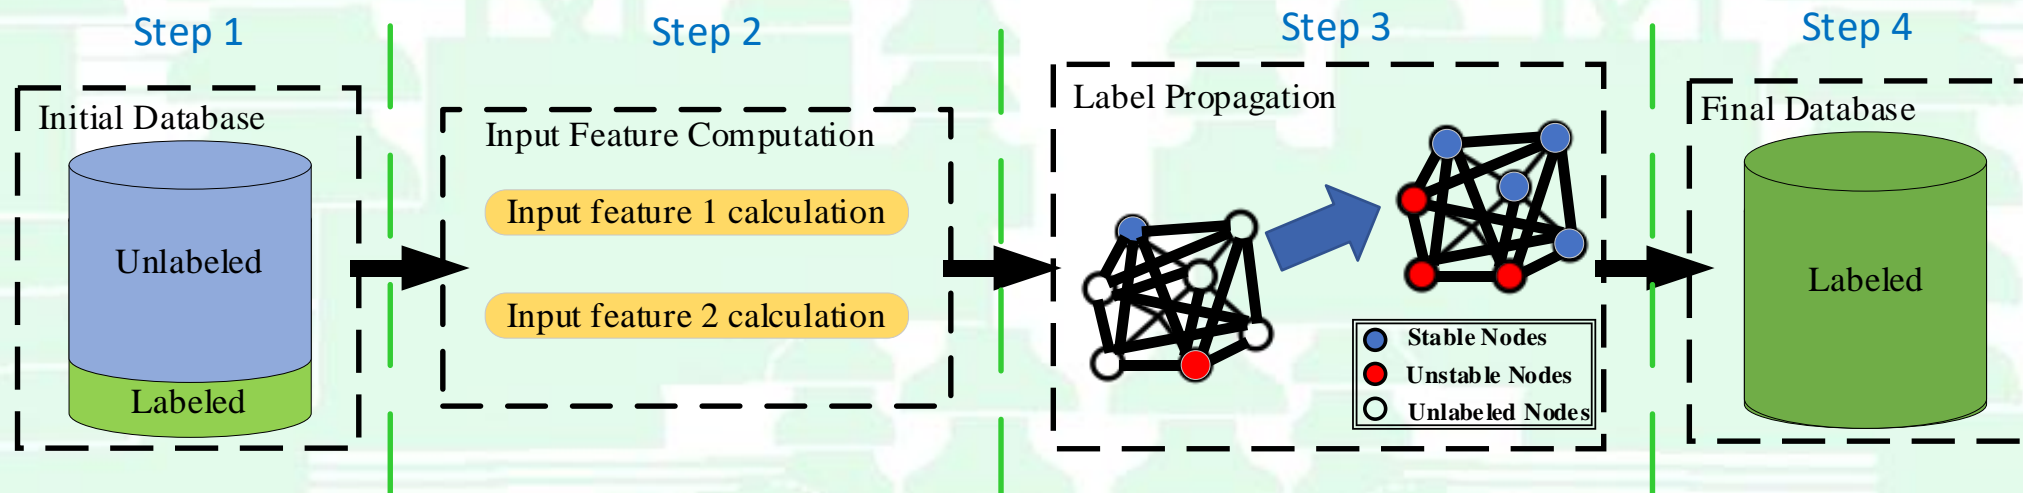 Step 1
Initial Database
Unlabeled
Labeled
Step 2
Input Feature Computation
Input feature 1 calculation
Input feature 2 calculation
Step 3
Label Propagation
Stable Nodes
Unstable Nodes
Unlabeled Nodes
Step 4
Final Database
Labeled